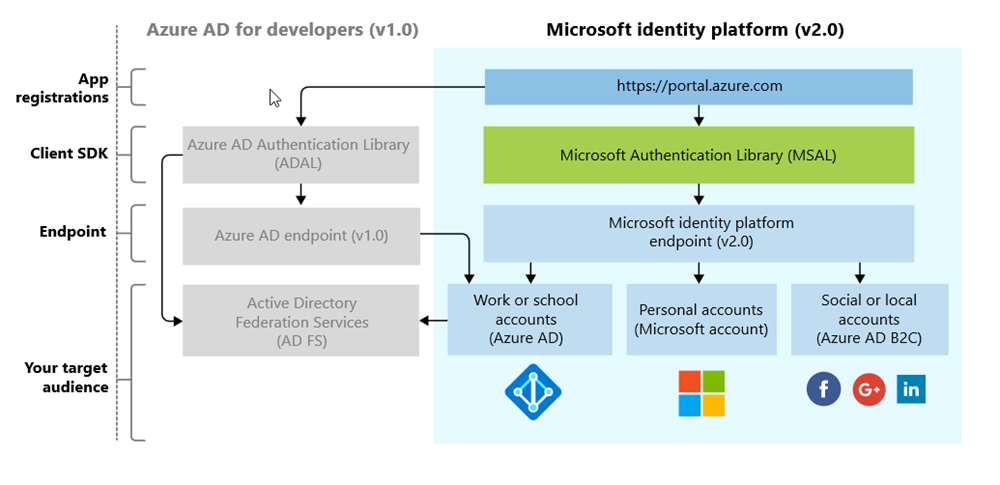 Azure AD for developers (v1.0)
Microsoft identity platform (v2.0)
App
registrations
https://portal.azure.com
Client SDK
Azure AD Authentication Library
(ADAL)
Microsoft Authentication Library (MSAL)
Endpoint
Azure AD endpoint (v1.0)
Microsoft identity platform
endpoint (v2.0)
Your target
audience
Active Directory
Federation Services
(AD FS)
Work or school
accounts
(Azure AD)
Personal accounts
(Microsoft account)
Social or local
accounts
(Azure AD B2C)
f
G+
in